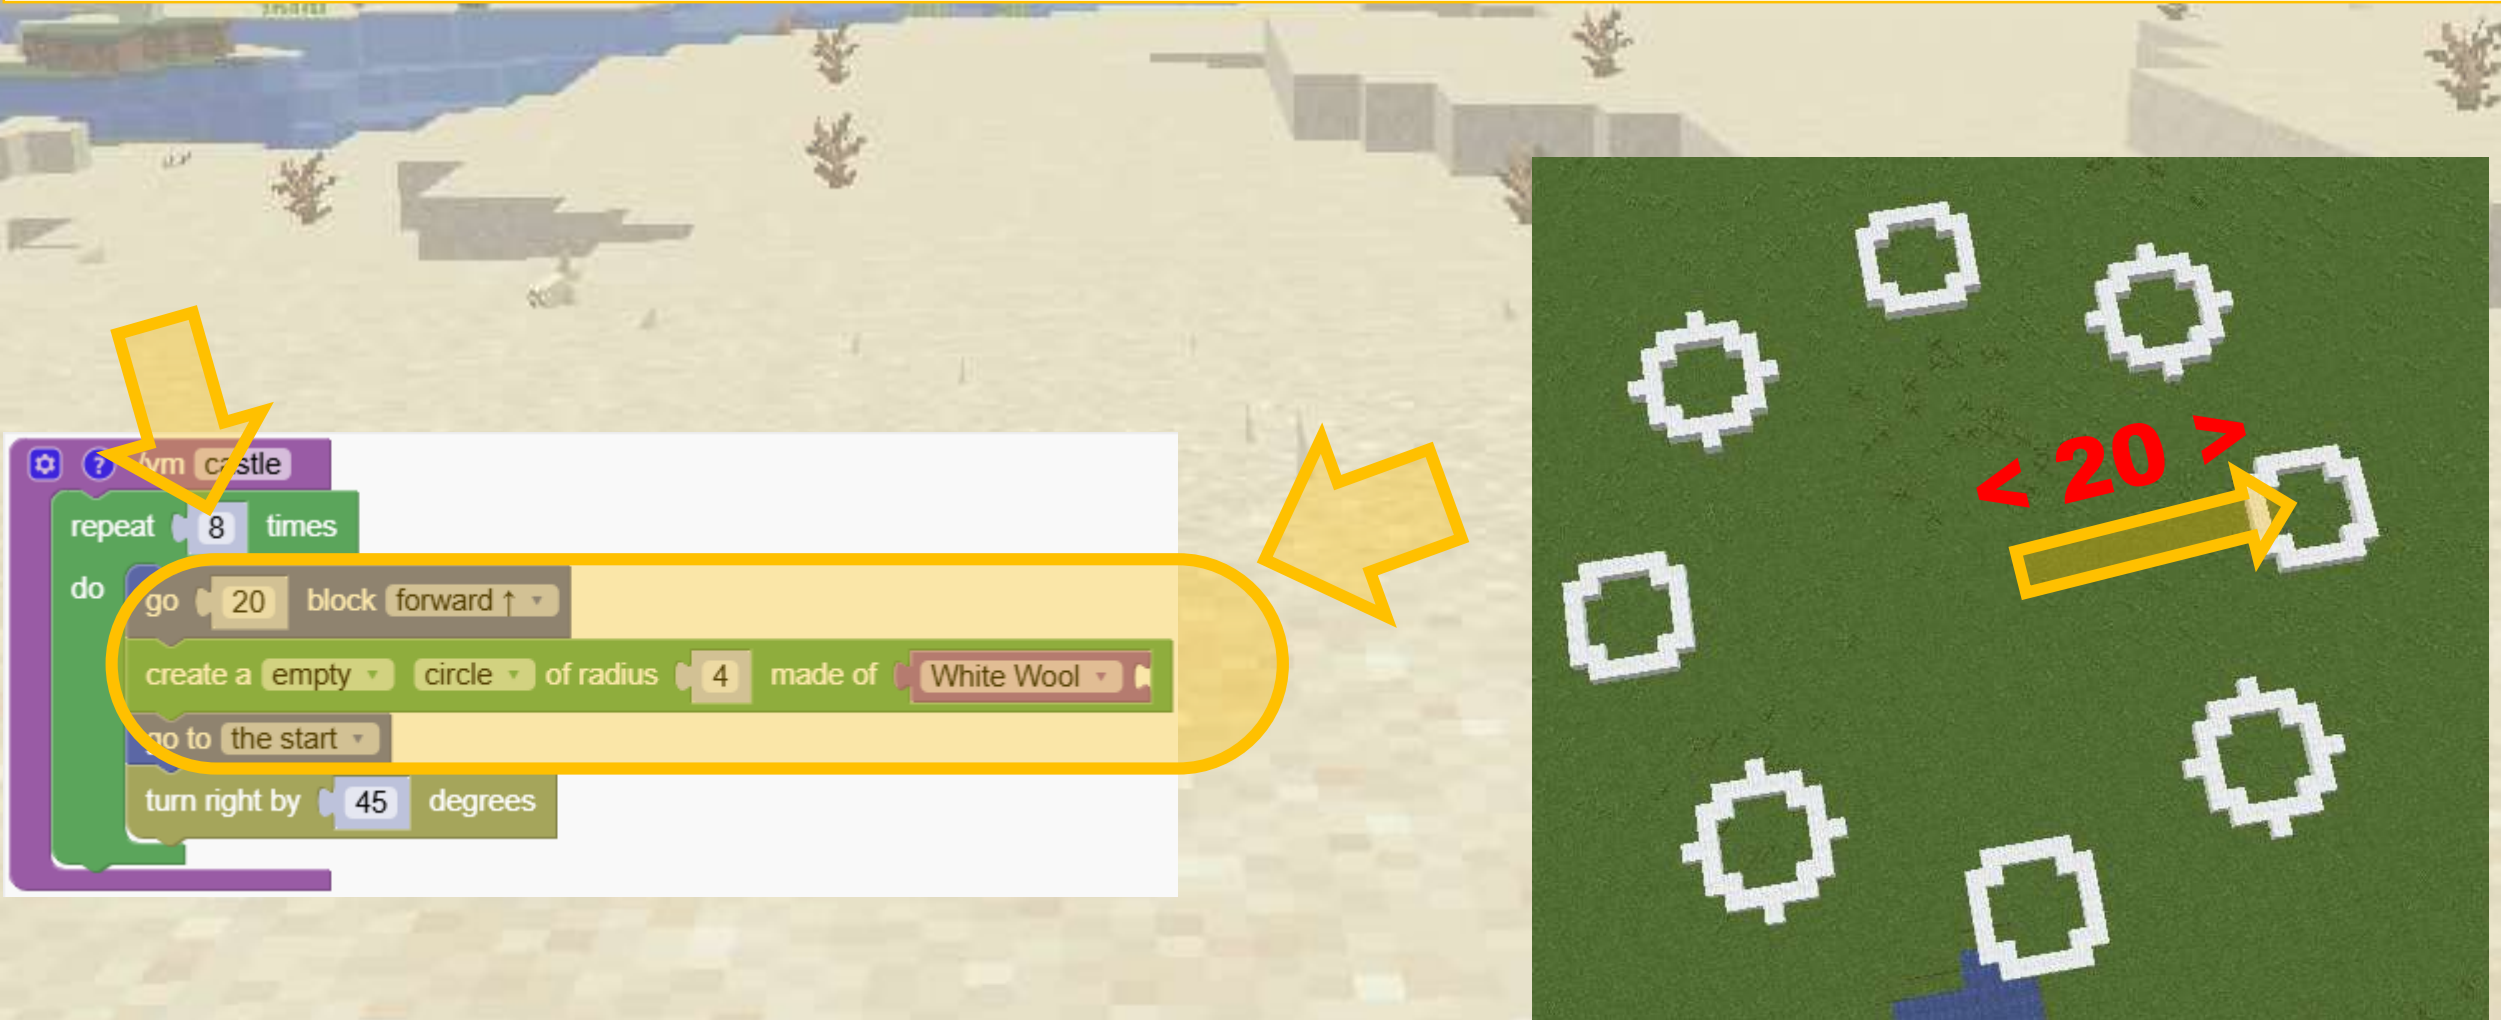 /vm castle
repeat 8 times
do
go 20 block forward ↑
create a empty circle of radius 4 made of White Wool
go to the start
turn right by 45 degrees
< 20 >